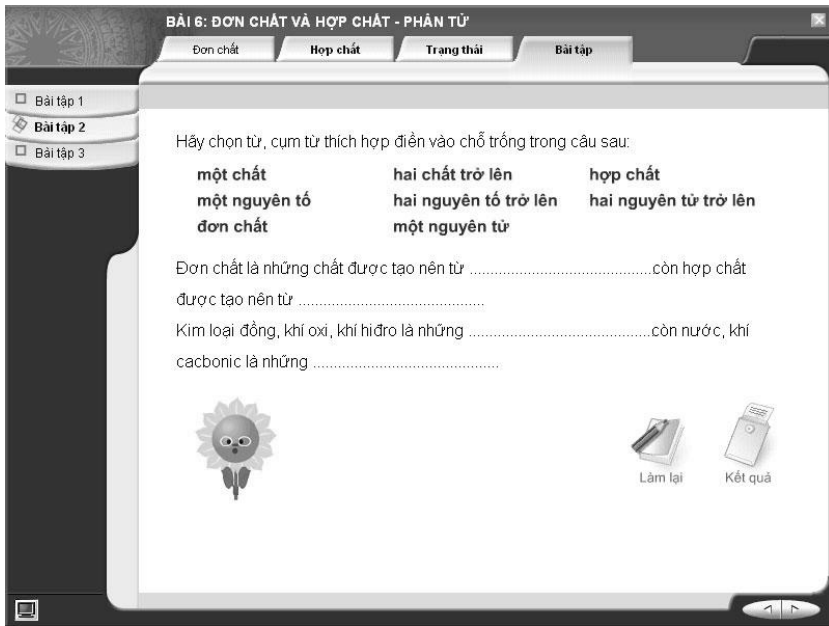 BÀI 6: ĐƠN CHẤT VÀ HỢP CHẤT - PHÂN TỬ
Đơn chất Hợp chất Trạng thái Bài tập
Bài tập 1
Bài tập 2
Bài tập 3
Hãy chọn từ, cụm từ thích hợp điền vào chỗ trống trong câu sau:
một chất hai chất trở lên hợp chất
một nguyên tố hai nguyên tố trở lên hai nguyên tử trở lên
đơn chất một nguyên tử
Đơn chất là những chất được tạo nên từ ............................................còn hợp chất
được tạo nên từ .............................................
Kim loại đồng, khí oxi, khí hiđro là những ............................................còn nước, khí
cacbonic là những .............................................
Làm lại Kết quả